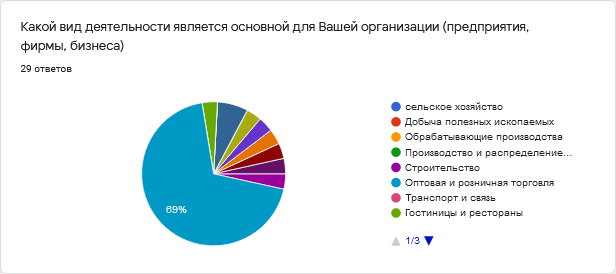 Какой вид деятельности является основной для Вашей организации (предприятия,
фирмы, бизнеса)
29 ответов
сельское хозяйство
Добыча полезных ископаемых
Обрабатывающие производства
Производство и распределение...
Строительство
Оптовая и розничная торговля
Транспорт и связь
Гостиницы и рестораны
69%
1/3